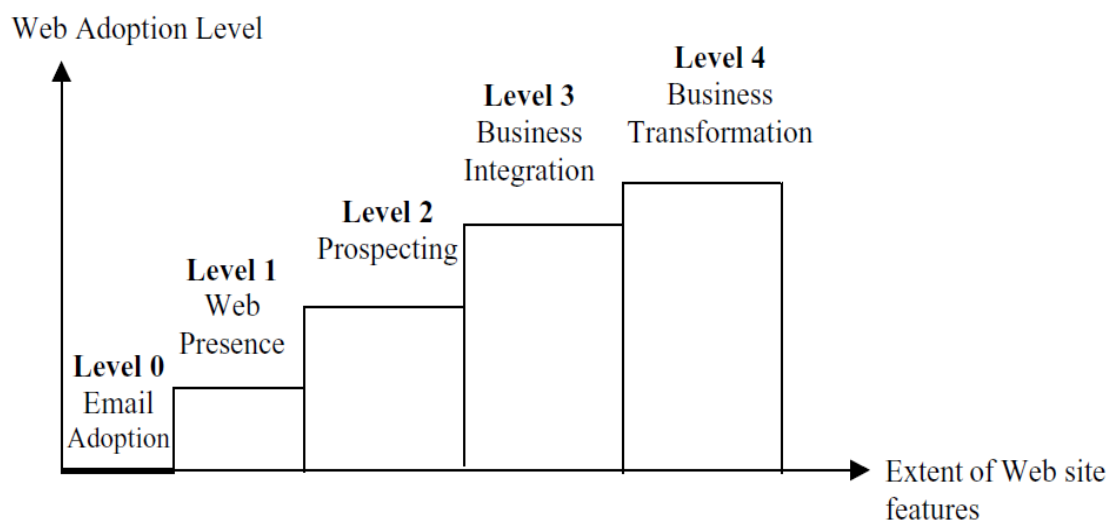 Web Adoption Level
Level 4
Business
Transformation
Level 3
Business
Integration
Level 2
Prospecting
Level 1
Web
Presence
Level 0
Email
Adoption
Extent of Web site
features